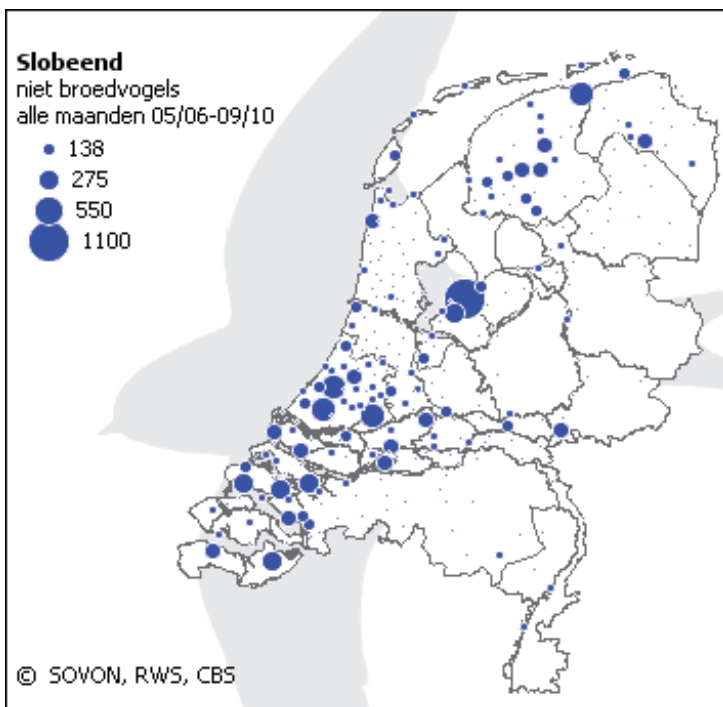 Slobeend
niet broedvogels
alle maanden 05/06-09/10
138
275
550
1100
© SOVON, RWS, CBS